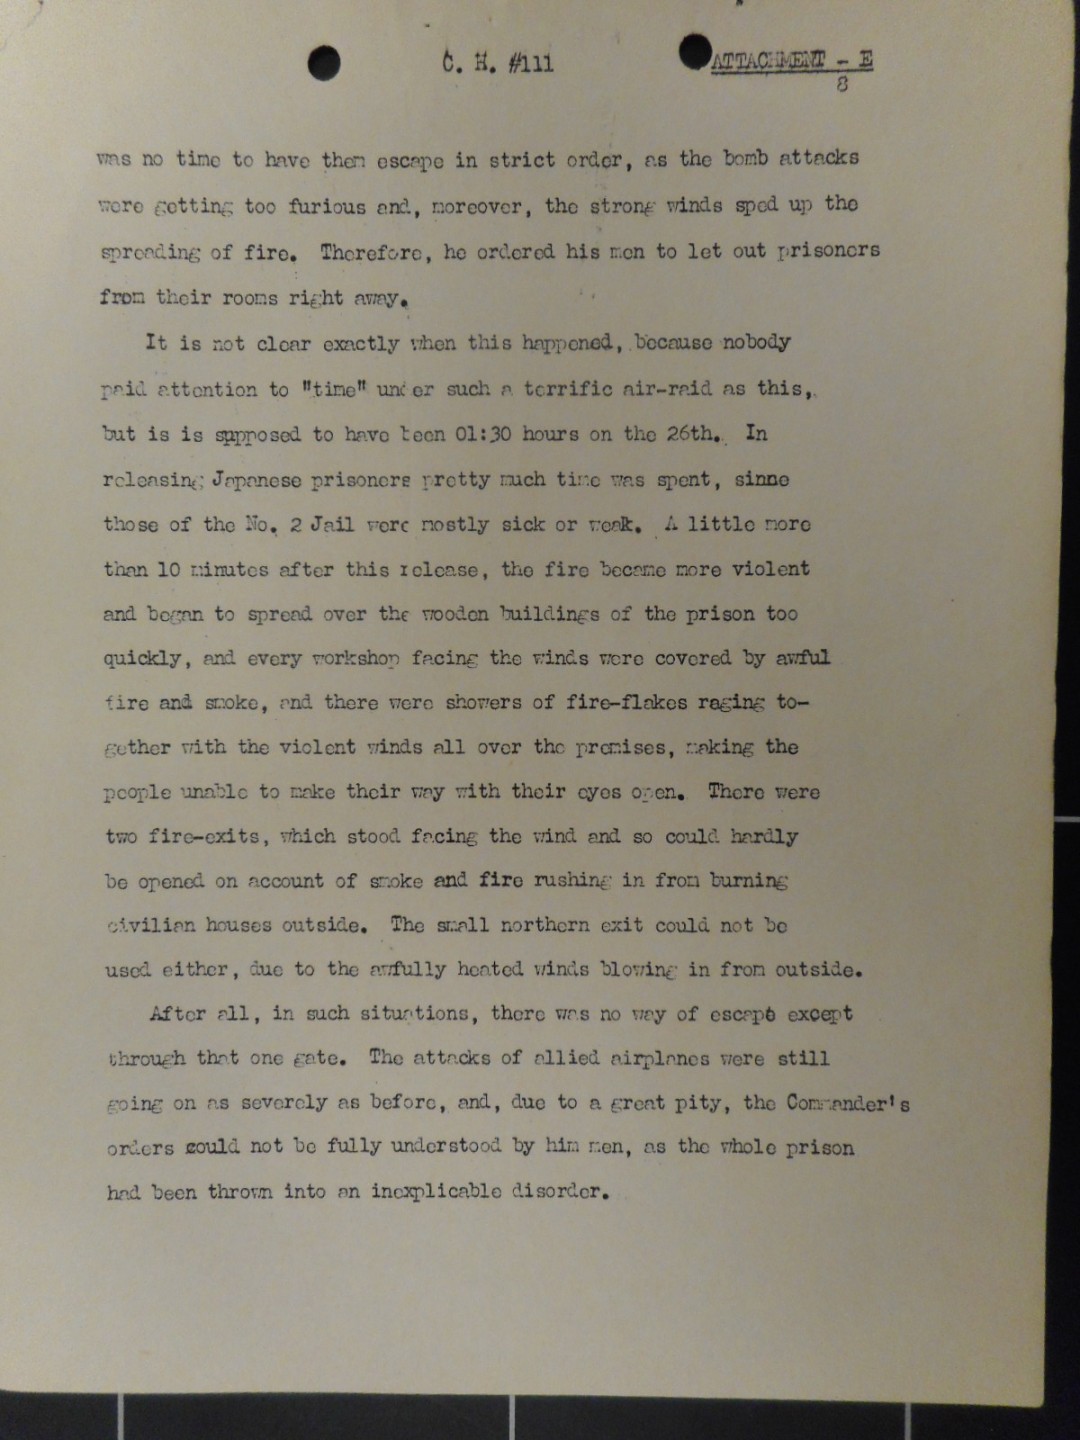 C. H. #111
ATTACHMENT - E
8
was no time to have them escape in strict order, as the bomb attacks
were getting too furious and, moreover, the strong winds sped up the
spreading of fire. Therefore, he ordered his men to let out prisoners
from their rooms right away.
It is not clear exactly when this happened, because nobody
paid attention to "time" under such a terrific air-raid as this,
but is is supposed to have been 01:30 hours on the 26th. In
releasing Japanese prisoners pretty much time was spent, sinne
those of the No. 2 Jail were mostly sick or weak. A little more
than 10 minutes after this release, the fire became more violent
and began to spread over the wooden buildings of the prison too
quickly, and every workshop facing the winds were covered by awful
fire and smoke, and there were showers of fire-flakes raging to-
gether with the violent winds all over the premises, making the
people unable to make their way with their eyes open. There were
two fire-exits, which stood facing the wind and so could hardly
be opened on account of smoke and fire rushing in from burning
civilian houses outside. The small northern exit could not be
used either, due to the awfully heated winds blowing in from outside.
After all, in such situations, there was no way of escape except
through that one gate. The attacks of allied airplanes were still
going on as severely as before, and, due to a great pity, the Commander's
orders could not be fully understood by him men, as the whole prison
had been thrown into an inexplicable disorder.